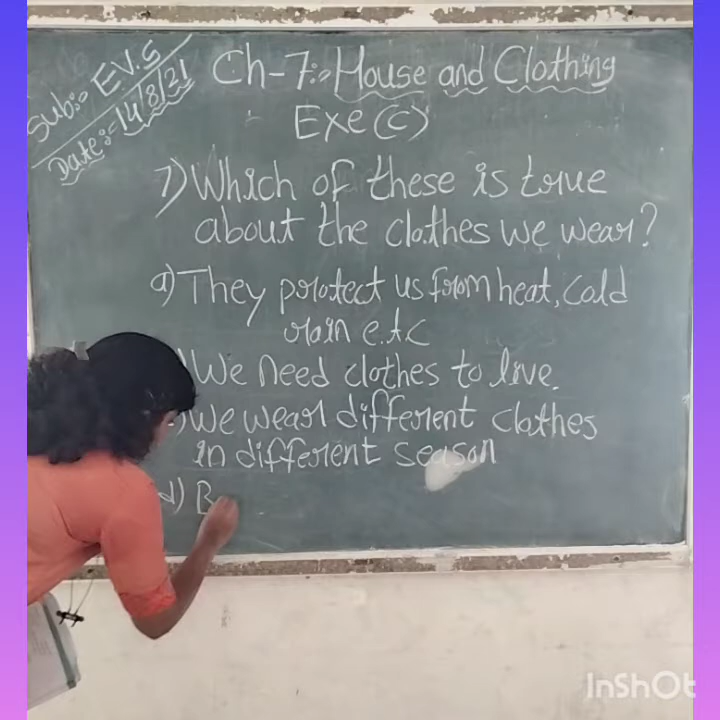 Sub:- EV.S
Date:-14/8/21
Ch-7:- House and Clothing
Exe (c)
1) Which of these is true
about the clothes we wear?
a) They protect us from heat, cold
rain e.t.c
) We need clothes to live.
) We wear different clothes
in different season
d) B
InShOt